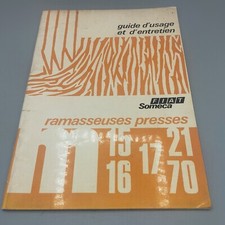 guide d'usage
et d'entretien
FIAT
Someca
ramasseuses presses
m 15 17 21
16 70